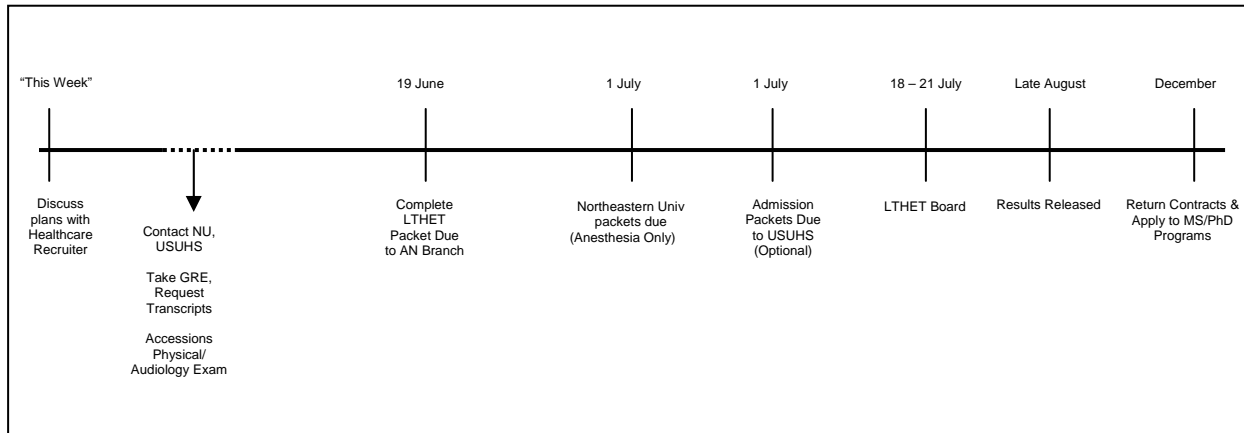 “This Week”
19 June
1 July
1 July
18 – 21 July
Late August
December
Discuss
plans with
Healthcare
Recruiter
Contact NU,
USUHS
Take GRE,
Request
Transcripts
Accessions
Physical/
Audiology Exam
Complete
LTHET
Packet Due
to AN Branch
Northeastern Univ
packets due
(Anesthesia Only)
Admission
Packets Due
to USUHS
(Optional)
LTHET Board
Results Released
Return Contracts &
Apply to MS/PhD
Programs